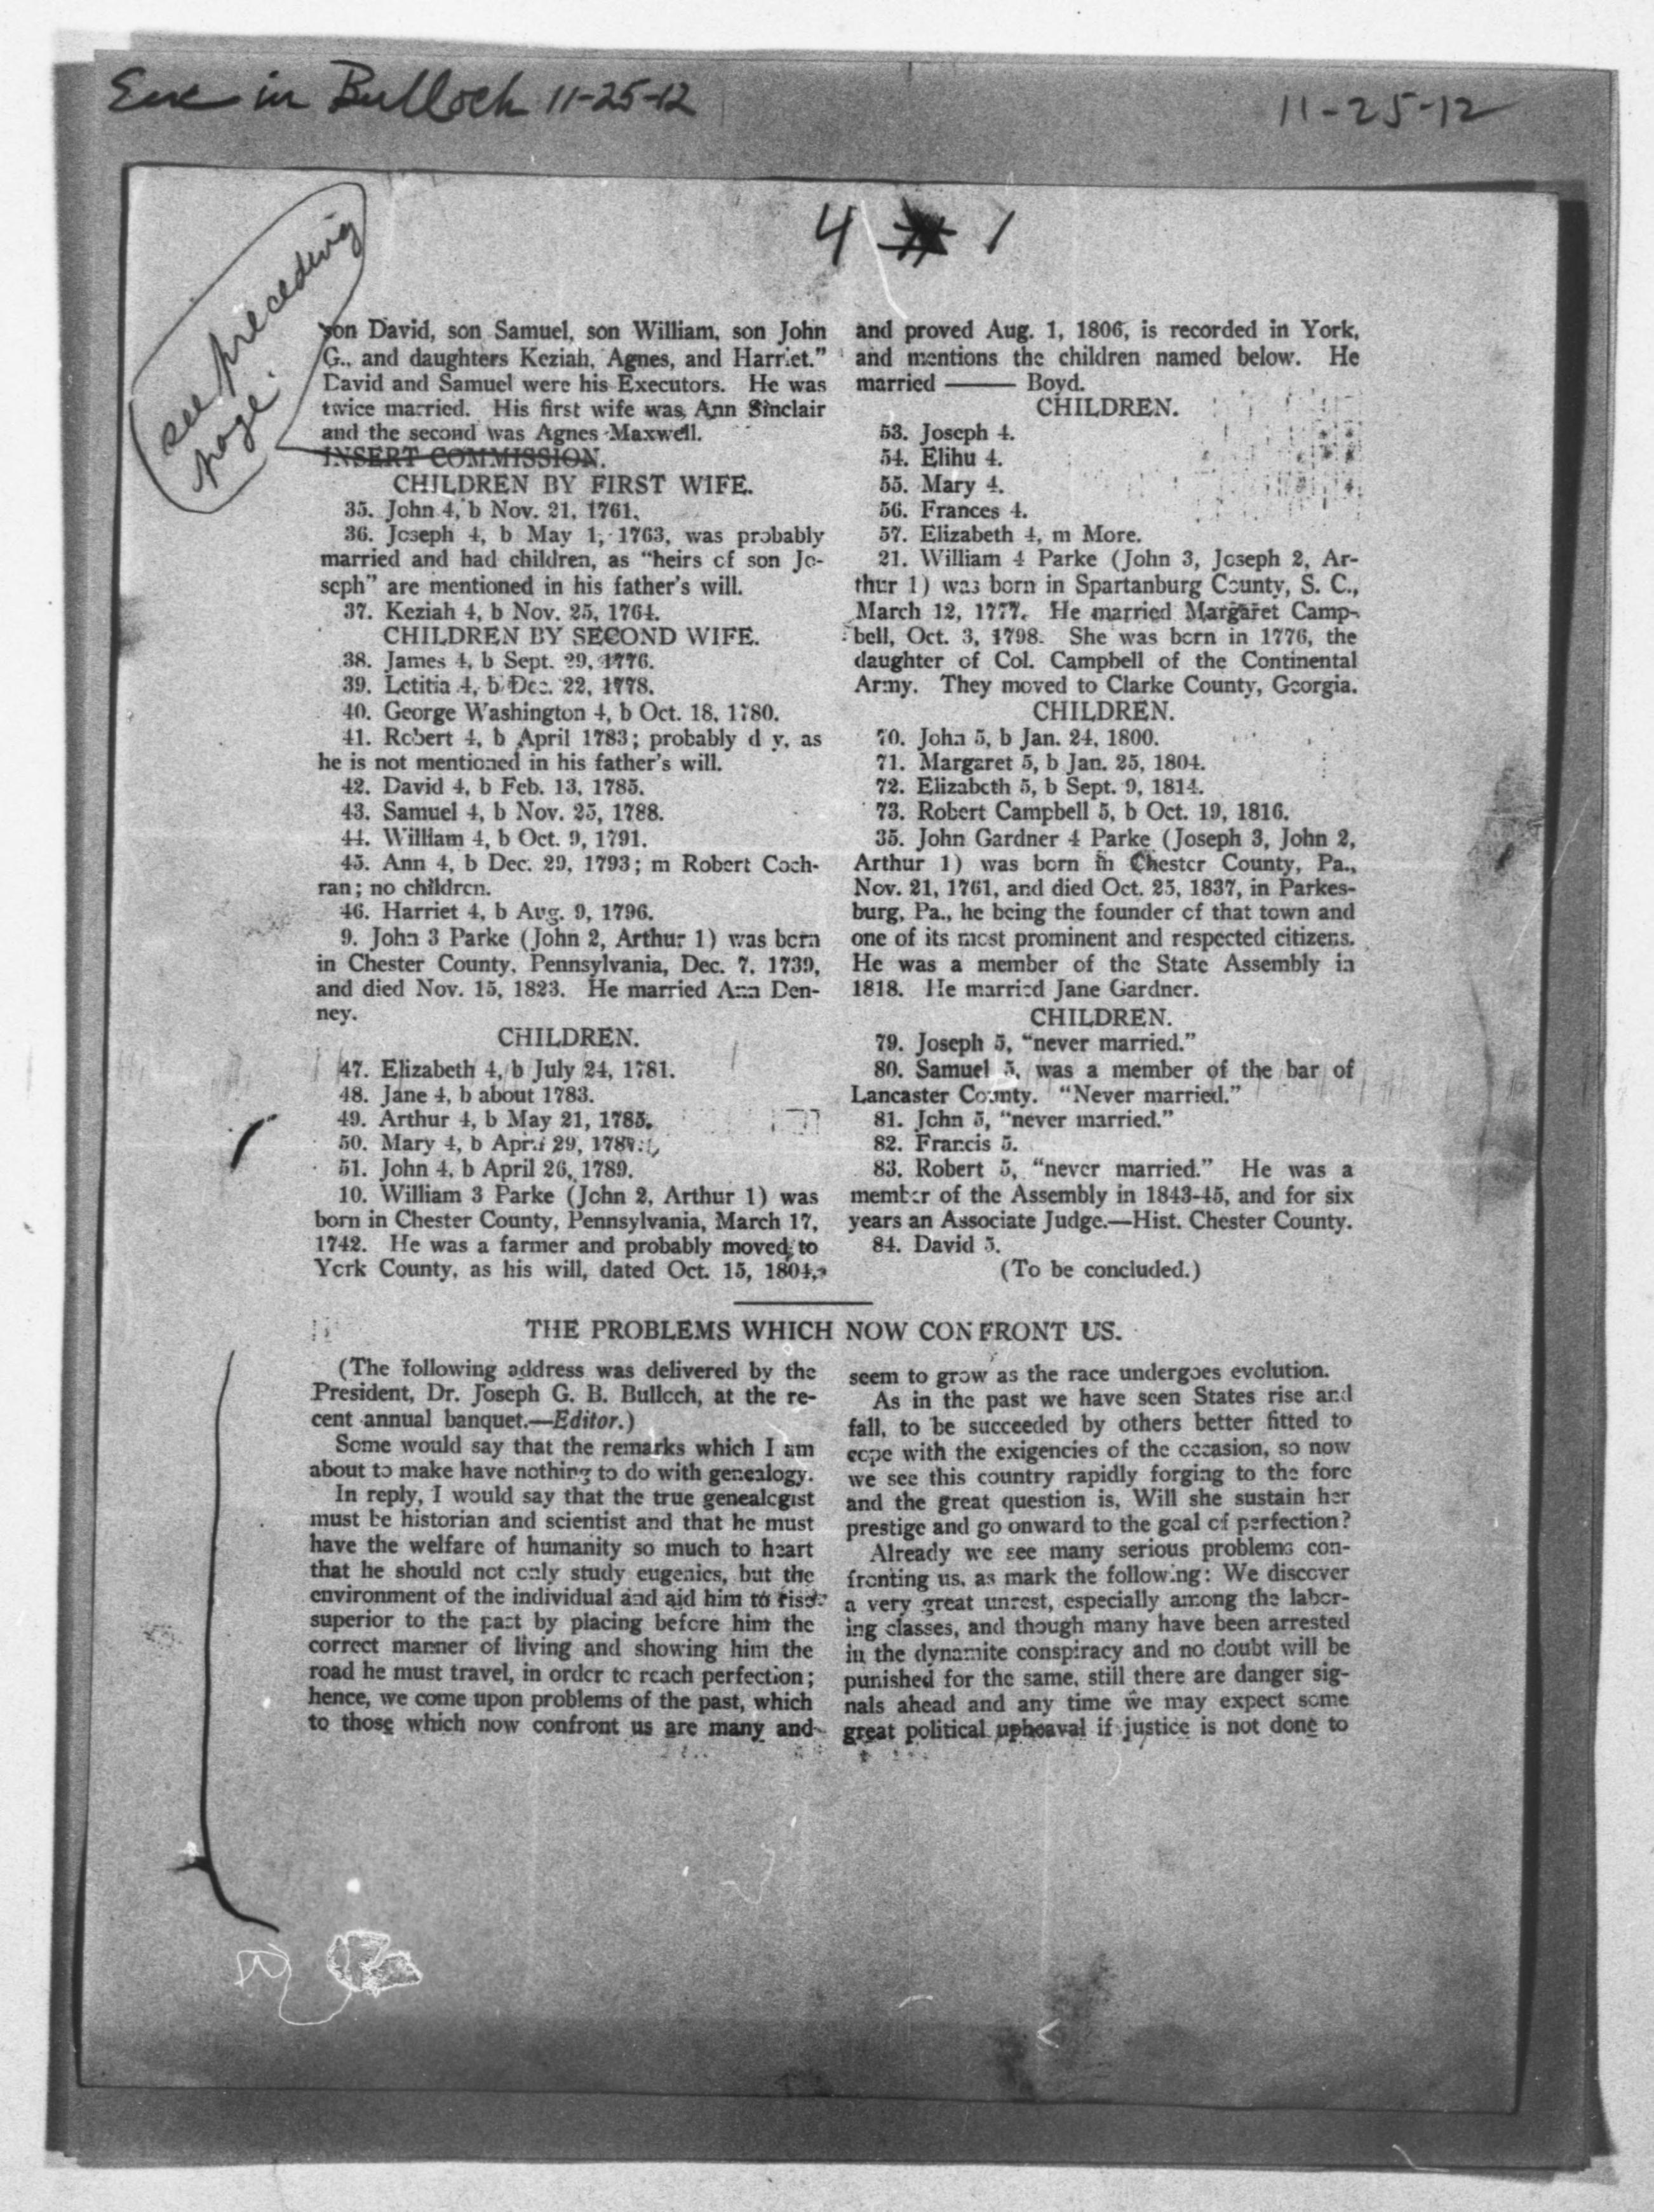 Enc in Bulloch 11-25-12
11-25-12
4 1
see preceding
page.
son David, son Samuel, son William, son John
G., and daughters Keziah, Agnes, and Harriet."
David and Samuel were his Executors. He was
twice married. His first wife was Ann Sinclair
and the second was Agnes Maxwell.
INSERT COMMISSION.
CHILDREN BY FIRST WIFE.
35. John 4, b Nov. 21, 1761.
36. Joseph 4, b May 1, 1763, was probably
married and had children, as "heirs of son Jo-
seph" are mentioned in his father's will.
37. Keziah 4, b Nov. 25, 1764.
CHILDREN BY SECOND WIFE.
38. James 4, b Sept. 29, 1776.
39. Letitia 4, b Dec. 22, 1778.
40. George Washington 4, b Oct. 18, 1780.
41. Robert 4, b April 1783; probably d y, as
he is not mentioned in his father's will.
42. David 4, b Feb. 13, 1785.
43. Samuel 4, b Nov. 25, 1788.
44. William 4, b Oct. 9, 1791.
45. Ann 4, b Dec. 29, 1793; m Robert Coch-
ran; no children.
46. Harriet 4, b Aug. 9, 1796.
9. John 3 Parke (John 2, Arthur 1) was born
in Chester County, Pennsylvania, Dec. 7, 1739,
and died Nov. 15, 1823. He married Ann Den-
ney.
CHILDREN.
47. Elizabeth 4, b July 24, 1781.
48. Jane 4, b about 1783.
49. Arthur 4, b May 21, 1785.
50. Mary 4, b April 29, 1787.
51. John 4, b April 26, 1789.
10. William 3 Parke (John 2, Arthur 1) was
born in Chester County, Pennsylvania, March 17,
1742. He was a farmer and probably moved to
York County, as his will, dated Oct. 15, 1804,
and proved Aug. 1, 1806, is recorded in York,
and mentions the children named below. He
married —— Boyd.
CHILDREN.
53. Joseph 4.
54. Elihu 4.
55. Mary 4.
56. Frances 4.
57. Elizabeth 4, m More.
21. William 4 Parke (John 3, Joseph 2, Ar-
thur 1) was born in Spartanburg County, S. C.,
March 12, 1777. He married Margaret Camp-
bell, Oct. 3, 1798. She was born in 1776, the
daughter of Col. Campbell of the Continental
Army. They moved to Clarke County, Georgia.
CHILDREN.
70. John 5, b Jan. 24, 1800.
71. Margaret 5, b Jan. 25, 1804.
72. Elizabeth 5, b Sept. 9, 1814.
73. Robert Campbell 5, b Oct. 19, 1816.
35. John Gardner 4 Parke (Joseph 3, John 2,
Arthur 1) was born in Chester County, Pa.,
Nov. 21, 1761, and died Oct. 25, 1837, in Parkes-
burg, Pa., he being the founder of that town and
one of its most prominent and respected citizens.
He was a member of the State Assembly in
1818. He married Jane Gardner.
CHILDREN.
79. Joseph 5, "never married."
80. Samuel 5, was a member of the bar of
Lancaster County. "Never married."
81. John 5, "never married."
82. Francis 5.
83. Robert 5, "never married." He was a
member of the Assembly in 1843-45, and for six
years an Associate Judge.—Hist. Chester County.
84. David 5.
(To be concluded.)
THE PROBLEMS WHICH NOW CONFRONT US.
(The following address was delivered by the
President, Dr. Joseph G. B. Bulloch, at the re-
cent annual banquet.—Editor.)
Some would say that the remarks which I am
about to make have nothing to do with genealogy.
In reply, I would say that the true genealogist
must be historian and scientist and that he must
have the welfare of humanity so much to heart
that he should not only study eugenics, but the
environment of the individual and aid him to rise
superior to the past by placing before him the
correct manner of living and showing him the
road he must travel, in order to reach perfection;
hence, we come upon problems of the past, which
to those which now confront us are many and
seem to grow as the race undergoes evolution.
As in the past we have seen States rise and
fall, to be succeeded by others better fitted to
cope with the exigencies of the occasion, so now
we see this country rapidly forging to the fore
and the great question is, Will she sustain her
prestige and go onward to the goal of perfection?
Already we see many serious problems con-
fronting us, as mark the following: We discover
a very great unrest, especially among the labor-
ing classes, and though many have been arrested
in the dynamite conspiracy and no doubt will be
punished for the same, still there are danger sig-
nals ahead and any time we may expect some
great political upheaval if justice is not done to